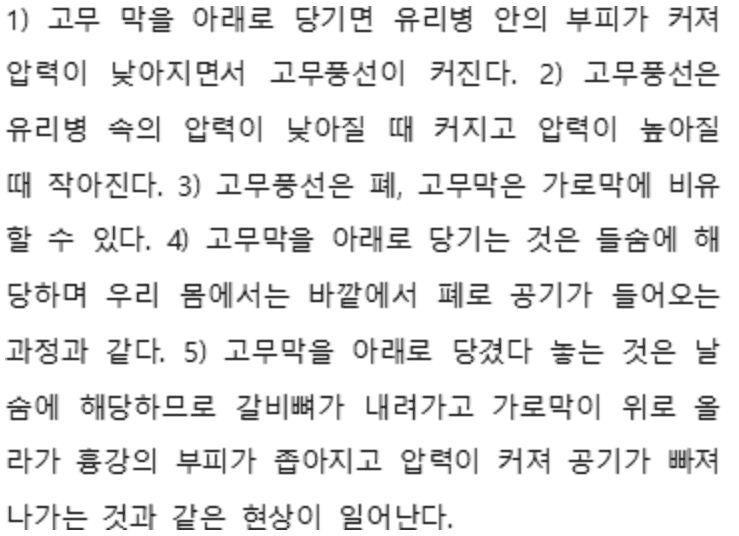 1) 고무 막을 아래로 당기면 유리병 안의 부피가 커져
압력이 낮아지면서 고무풍선이 커진다. 2) 고무풍선은
유리병 속의 압력이 낮아질 때 커지고 압력이 높아질
때 작아진다. 3) 고무풍선은 폐, 고무막은 가로막에 비유
할 수 있다. 4) 고무막을 아래로 당기는 것은 들숨에 해
당하며 우리 몸에서는 바깥에서 폐로 공기가 들어오는
과정과 같다. 5) 고무막을 아래로 당겼다 놓는 것은 날
숨에 해당하므로 갈비뼈가 내려가고 가로막이 위로 올
라가 흉강의 부피가 좁아지고 압력이 커져 공기가 빠져
나가는 것과 같은 현상이 일어난다.